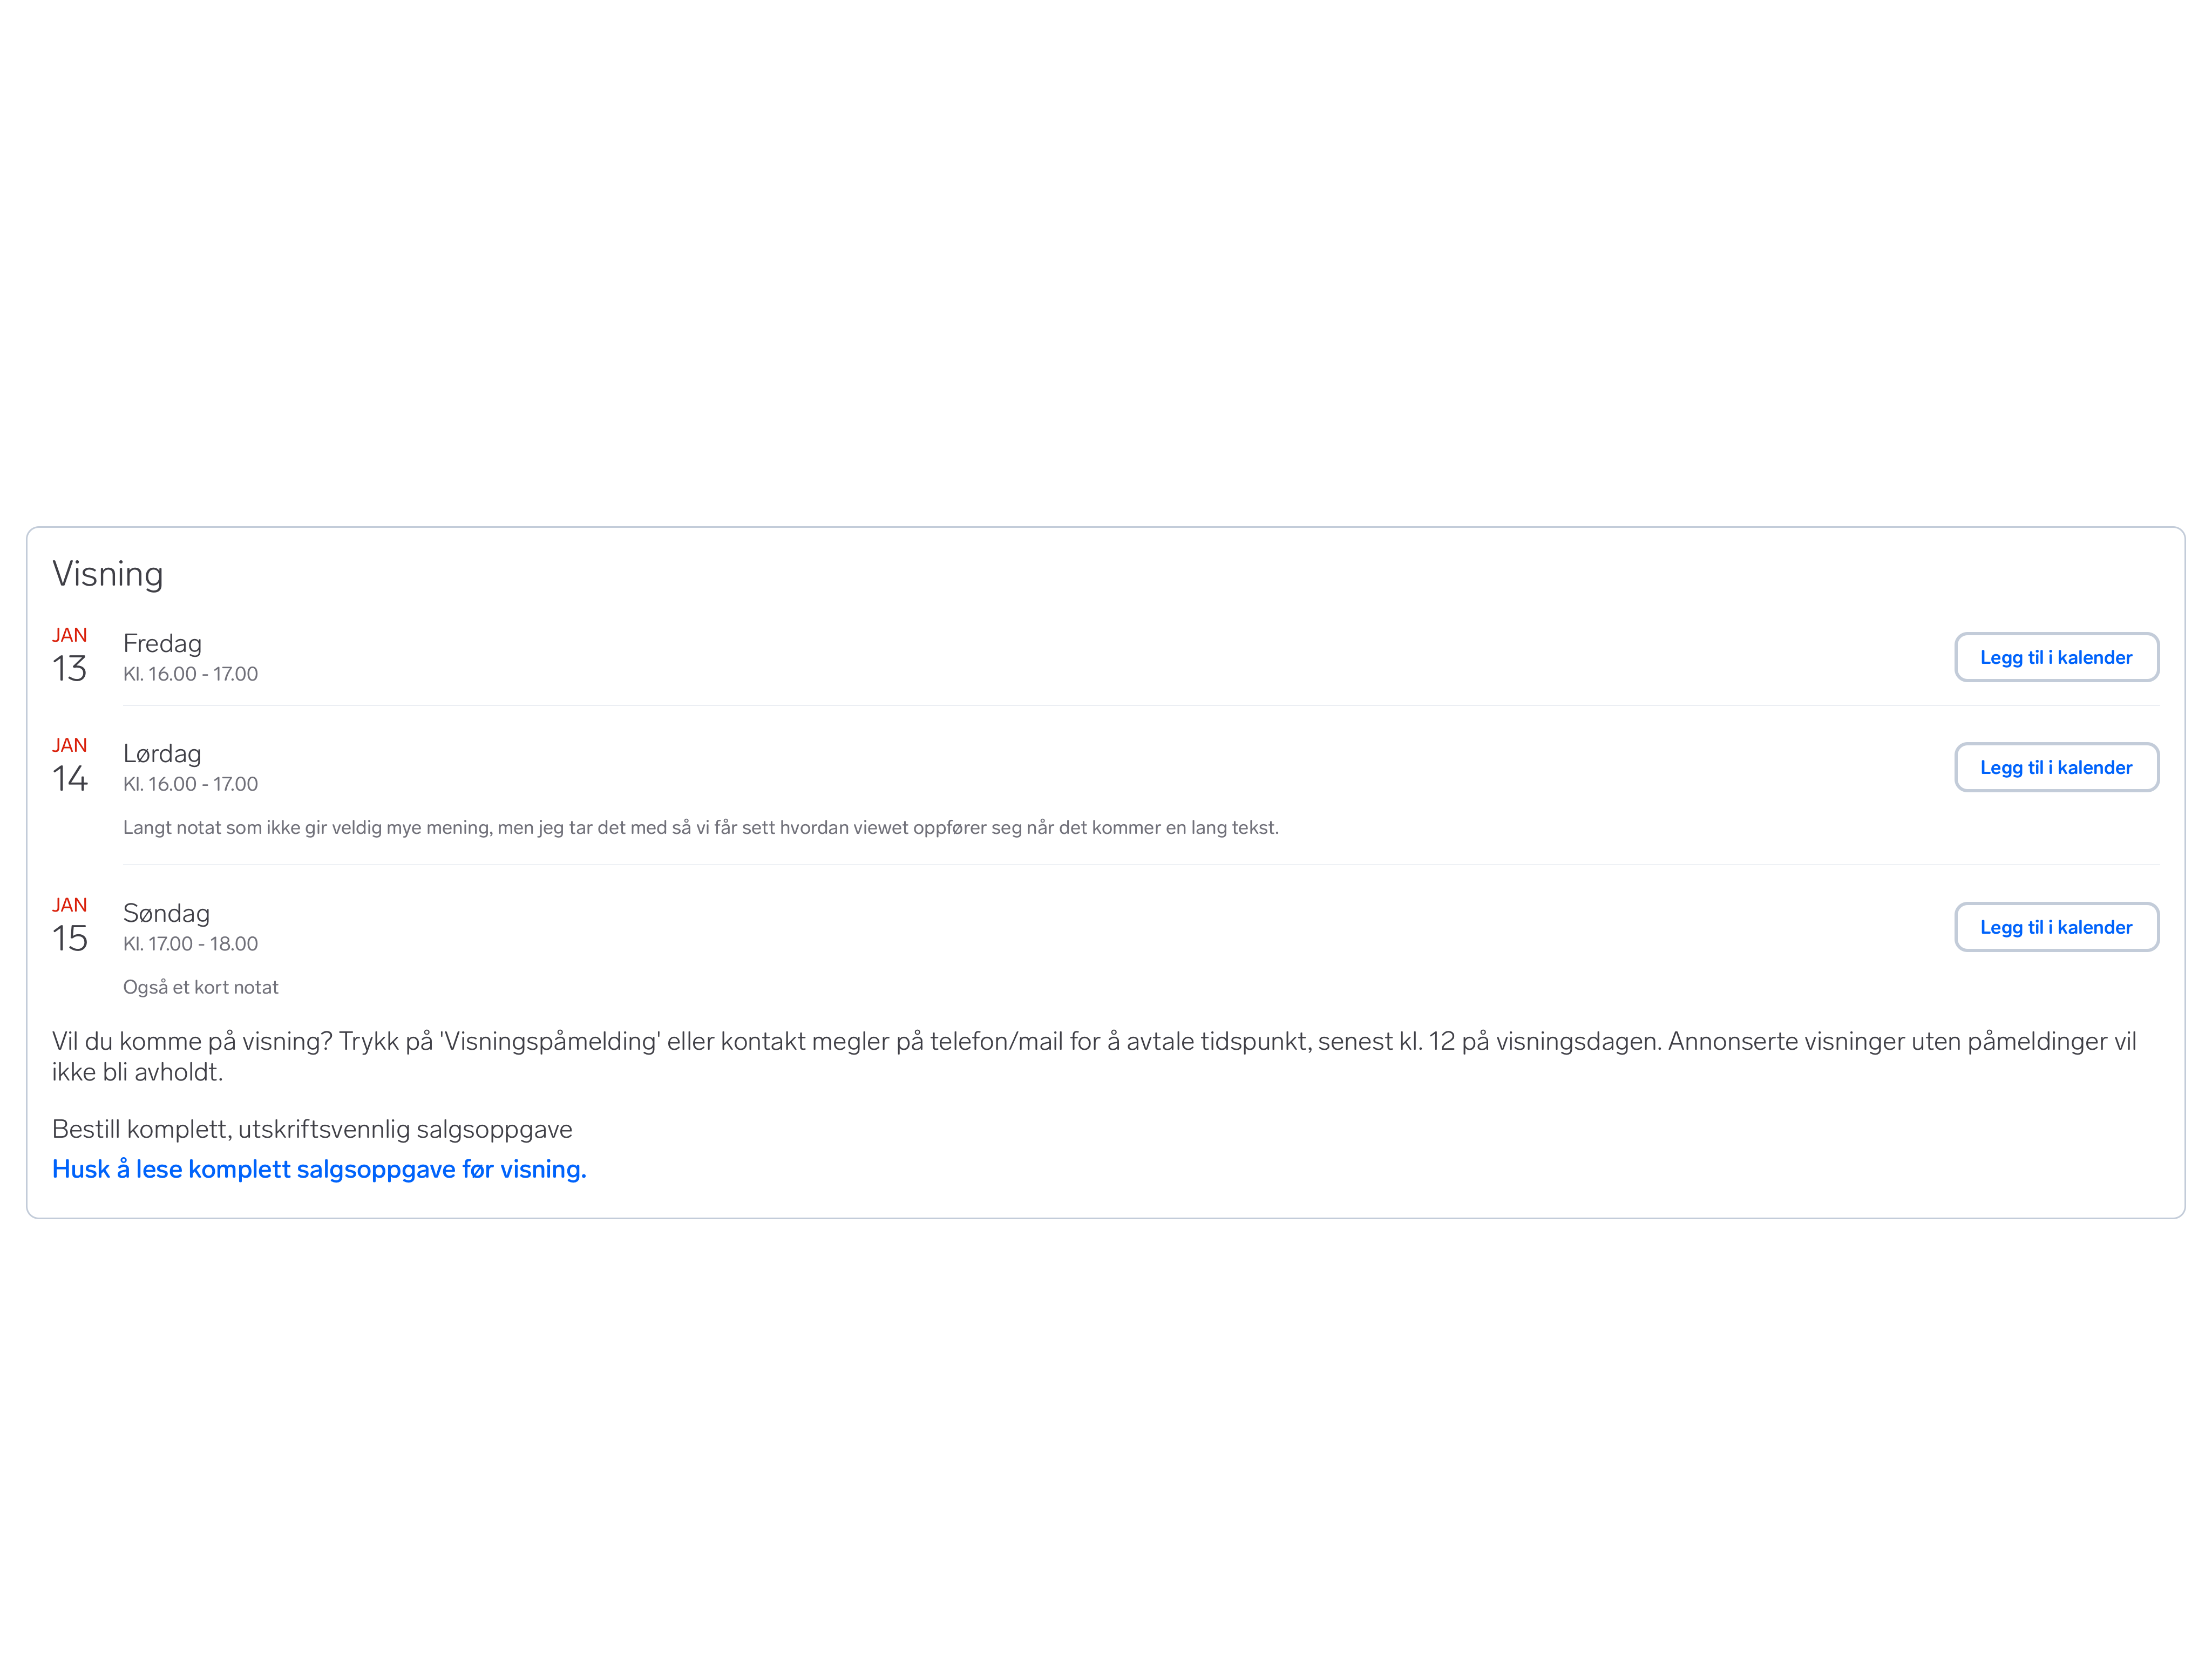 Visning
JAN
13
Fredag
Kl. 16.00 - 17.00
Legg til i kalender
JAN
14
Lørdag
Kl. 16.00 - 17.00
Legg til i kalender
Langt notat som ikke gir veldig mye mening, men jeg tar det med så vi får sett hvordan viewet oppfører seg når det kommer en lang tekst.
JAN
15
Søndag
Kl. 17.00 - 18.00
Legg til i kalender
Også et kort notat
Vil du komme på visning? Trykk på 'Visningspåmelding' eller kontakt megler på telefon/mail for å avtale tidspunkt, senest kl. 12 på visningsdagen. Annonserte visninger uten påmeldinger vil
ikke bli avholdt.
Bestill komplett, utskriftsvennlig salgsoppgave
Husk å lese komplett salgsoppgave før visning.